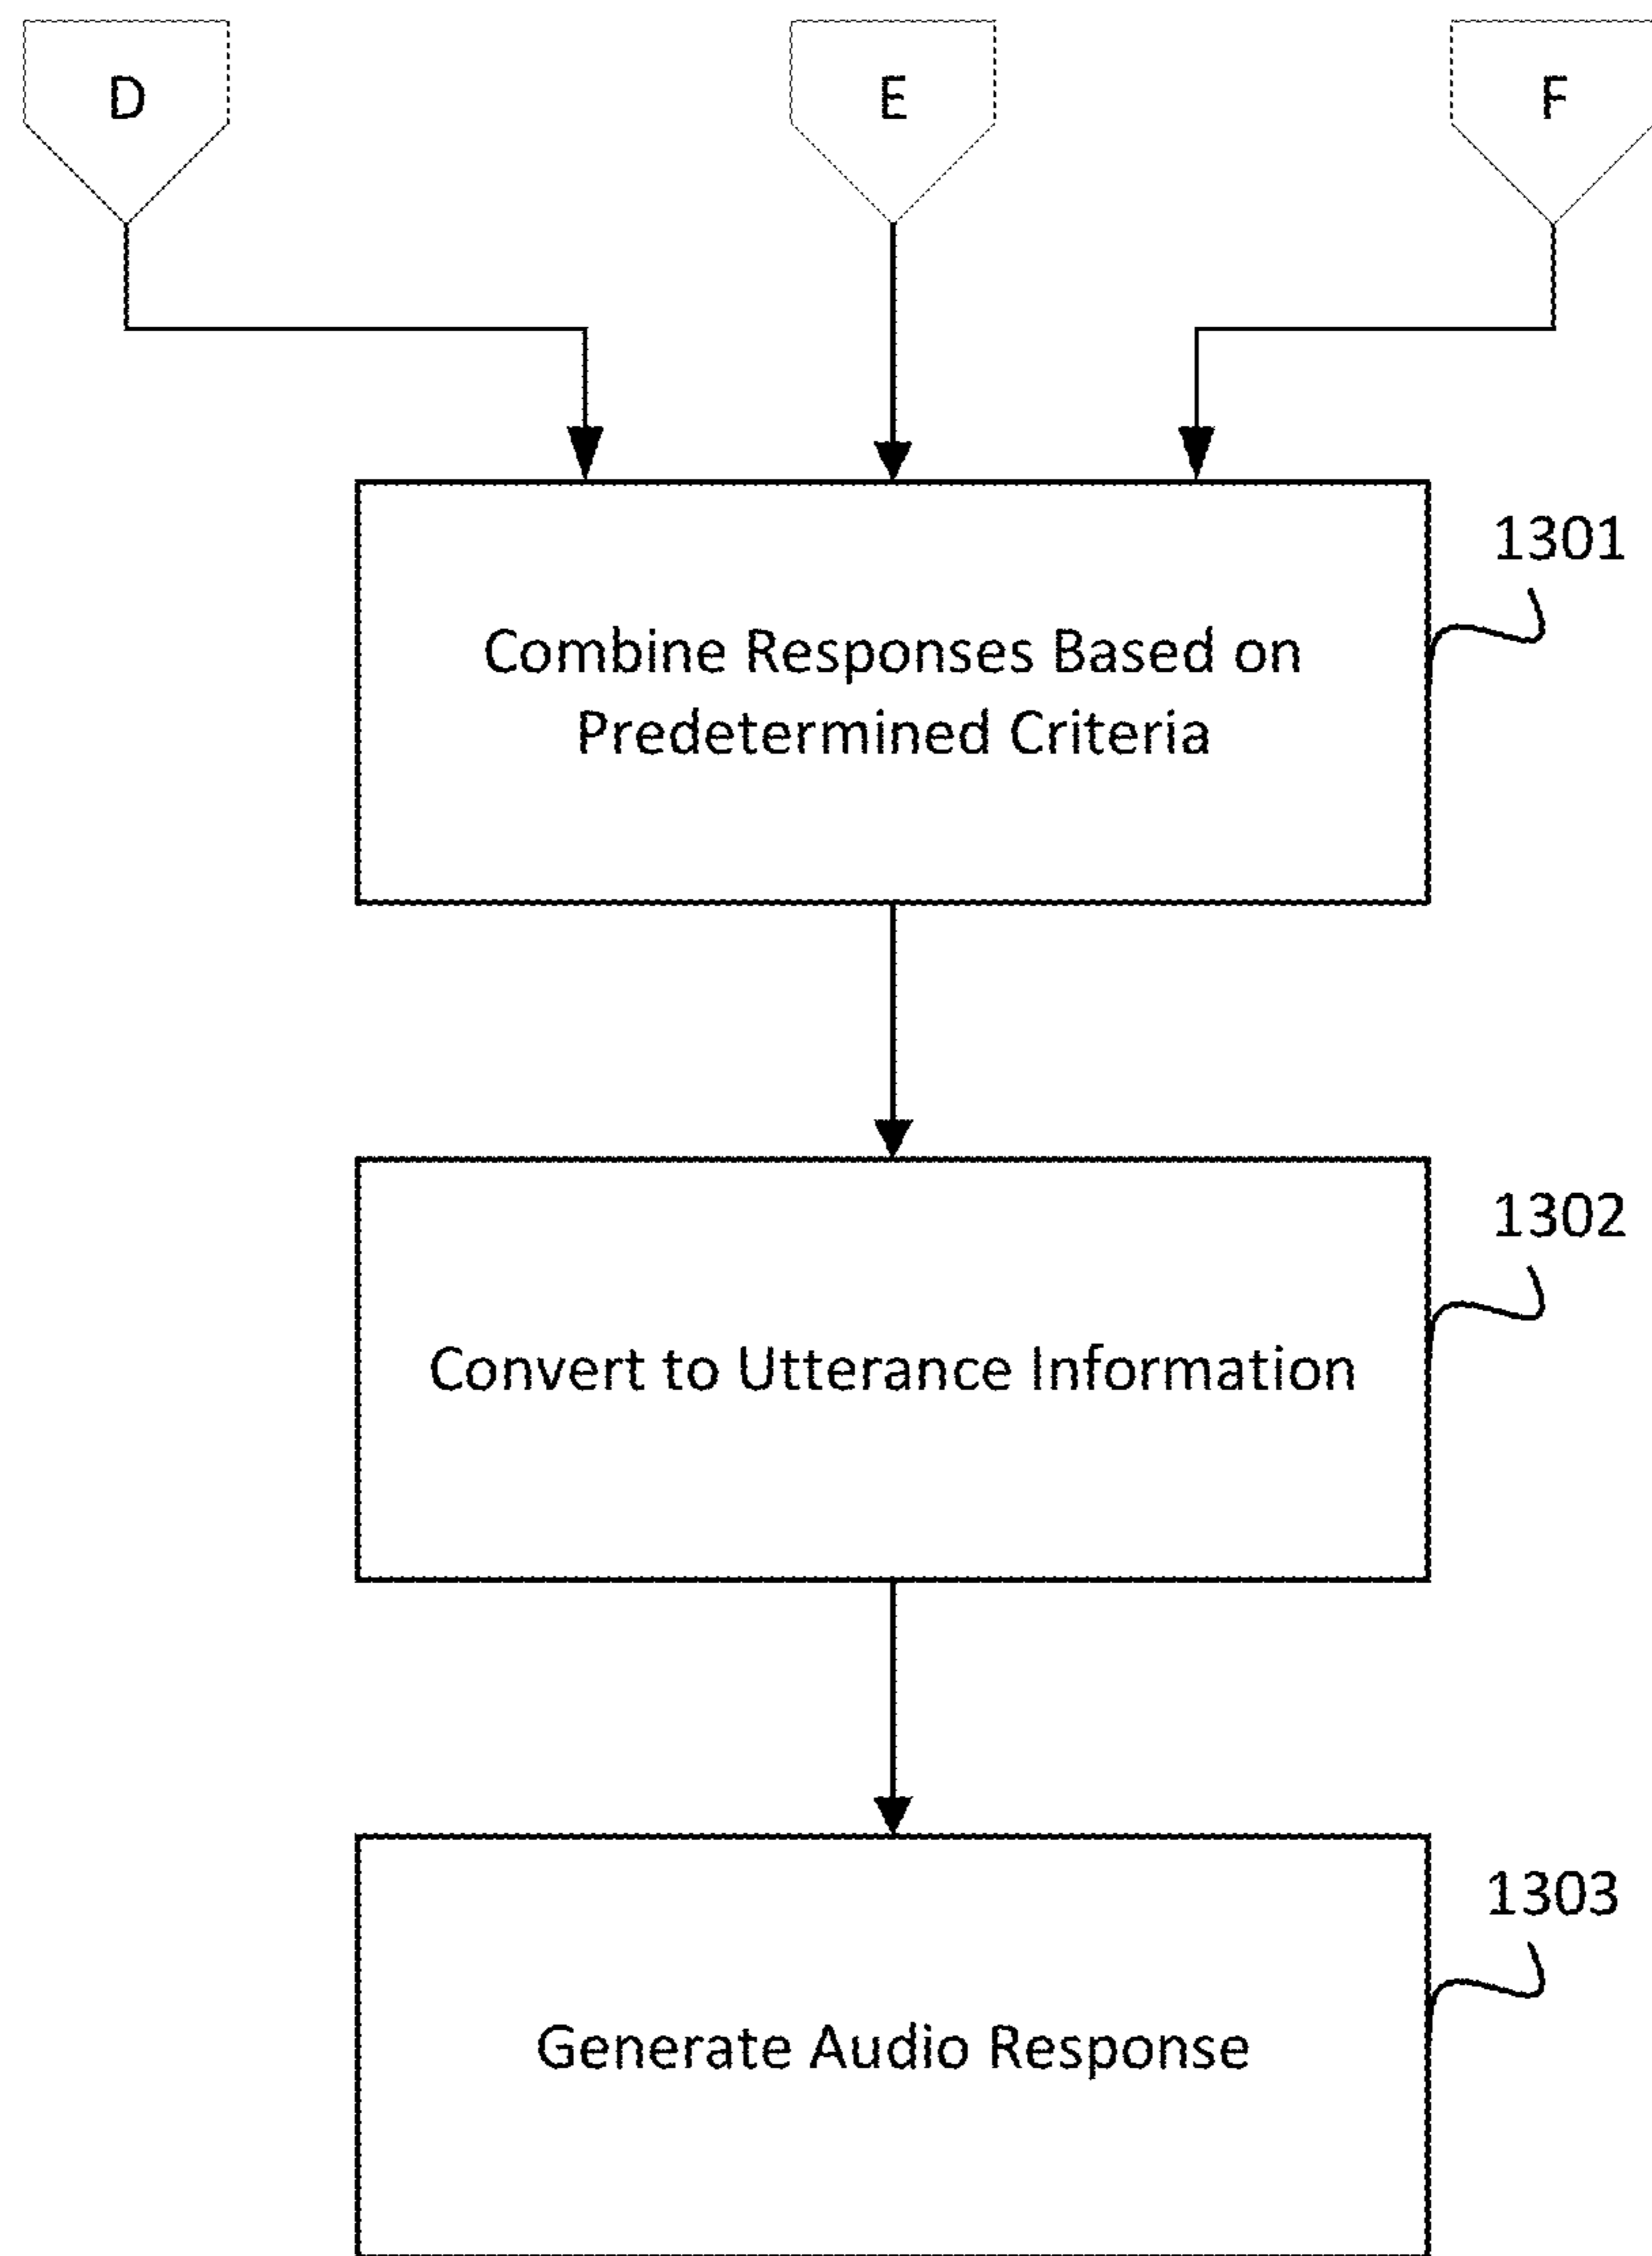 D
E
F
1301
Combine Responses Based on
Predetermined Criteria
1302
Convert to Utterance Information
1303
Generate Audio Response